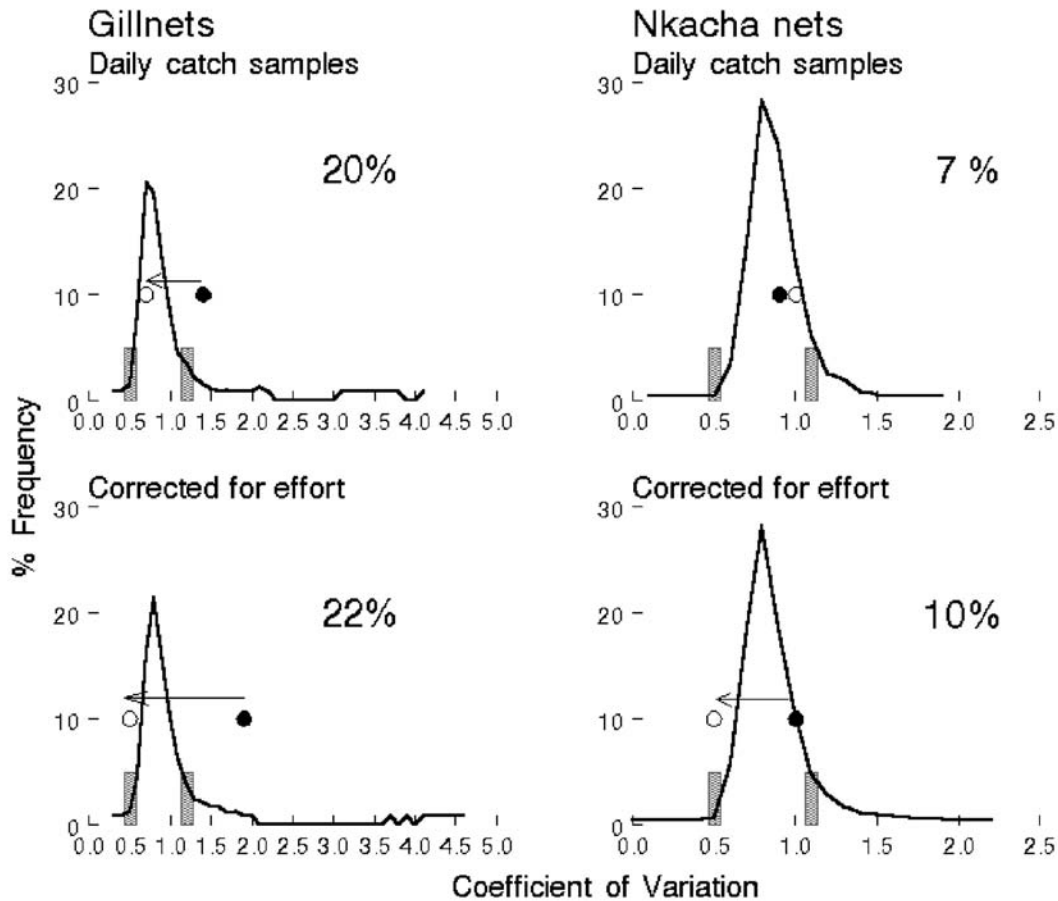 Gillnets
Daily catch samples
30
20
10
0
20%
0.0 0.5 1.0 1.5 2.0 2.5 3.0 3.5 4.0 4.5 5.0
Nkacha nets
Daily catch samples
30
20
10
0
7 %
0.0 0.5 1.0 1.5 2.0 2.5
% Frequency
Corrected for effort
30
20
10
0
22%
0.0 0.5 1.0 1.5 2.0 2.5 3.0 3.5 4.0 4.5 5.0
Corrected for effort
30
20
10
0
10%
0.0 0.5 1.0 1.5 2.0 2.5
Coefficient of Variation